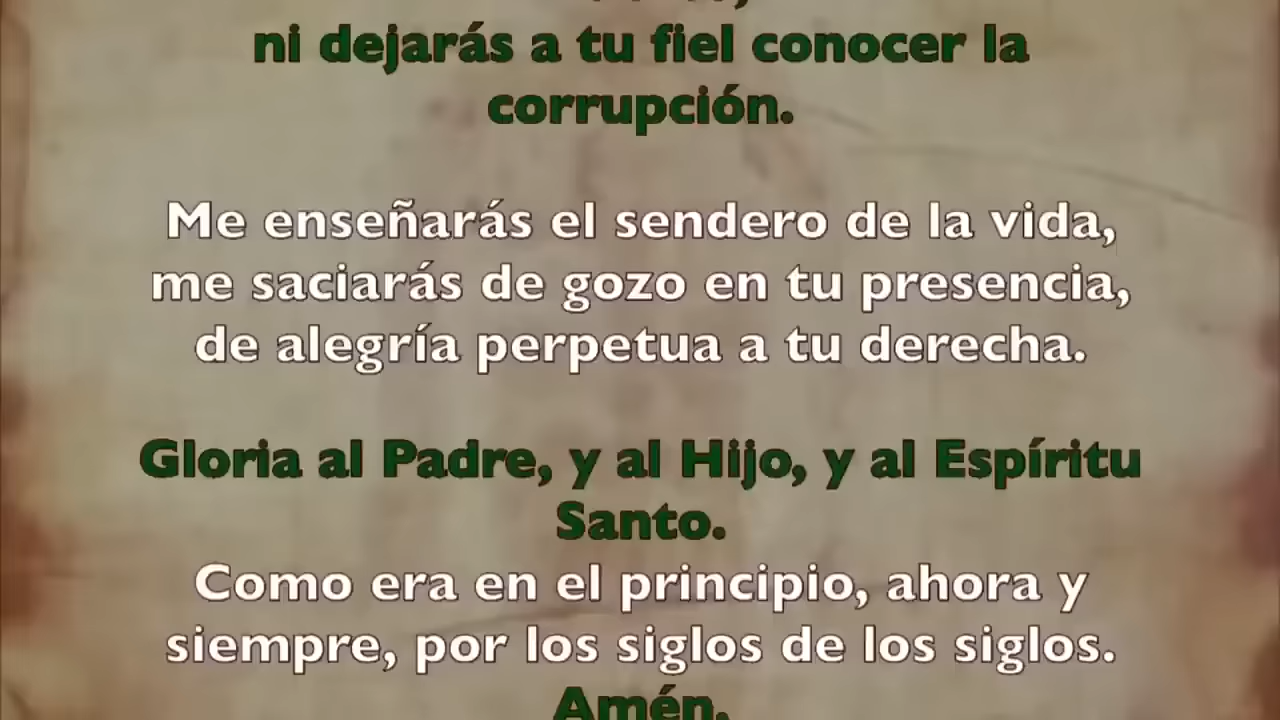 ni dejarás a tu fiel conocer la
corrupción.
Me enseñarás el sendero de la vida,
me saciarás de gozo en tu presencia,
de alegría perpetua a tu derecha.
Gloria al Padre, y al Hijo, y al Espíritu
Santo.
Como era en el principio, ahora y
siempre, por los siglos de los siglos.
Amén.